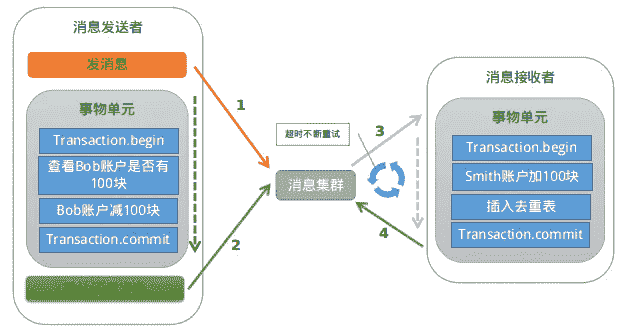 消息发送者
发消息
事物单元
Transaction.begin
查看Bob账户是否有
100块
Bob账户减100块
Transaction.commit
1
2
超时不断重试
消息集群
3
4
消息接收者
事物单元
Transaction.begin
Smith账户加100块
插入去重表
Transaction.commit